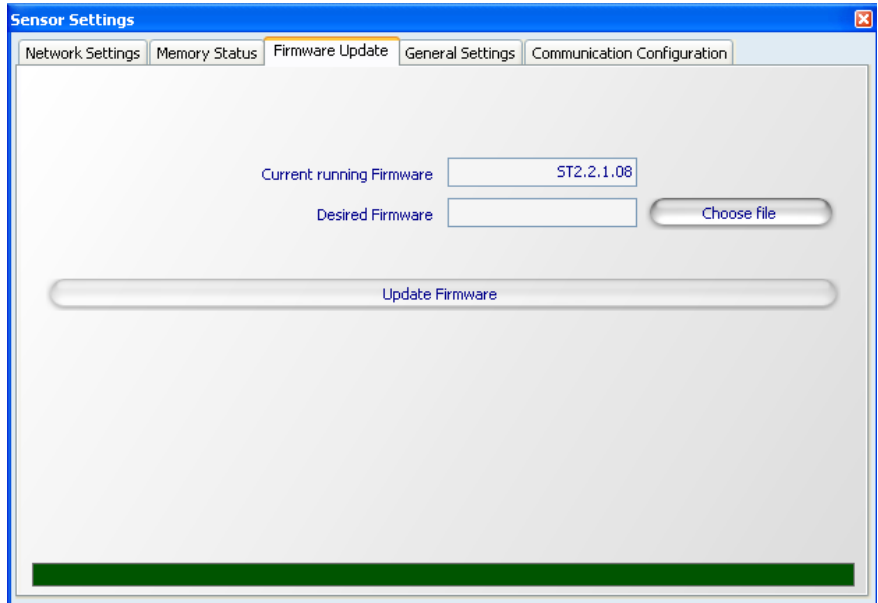 Sensor Settings
Network Settings Memory Status Firmware Update General Settings Communication Configuration
Current running Firmware ST2.2.1.08
Desired Firmware Choose file
Update Firmware